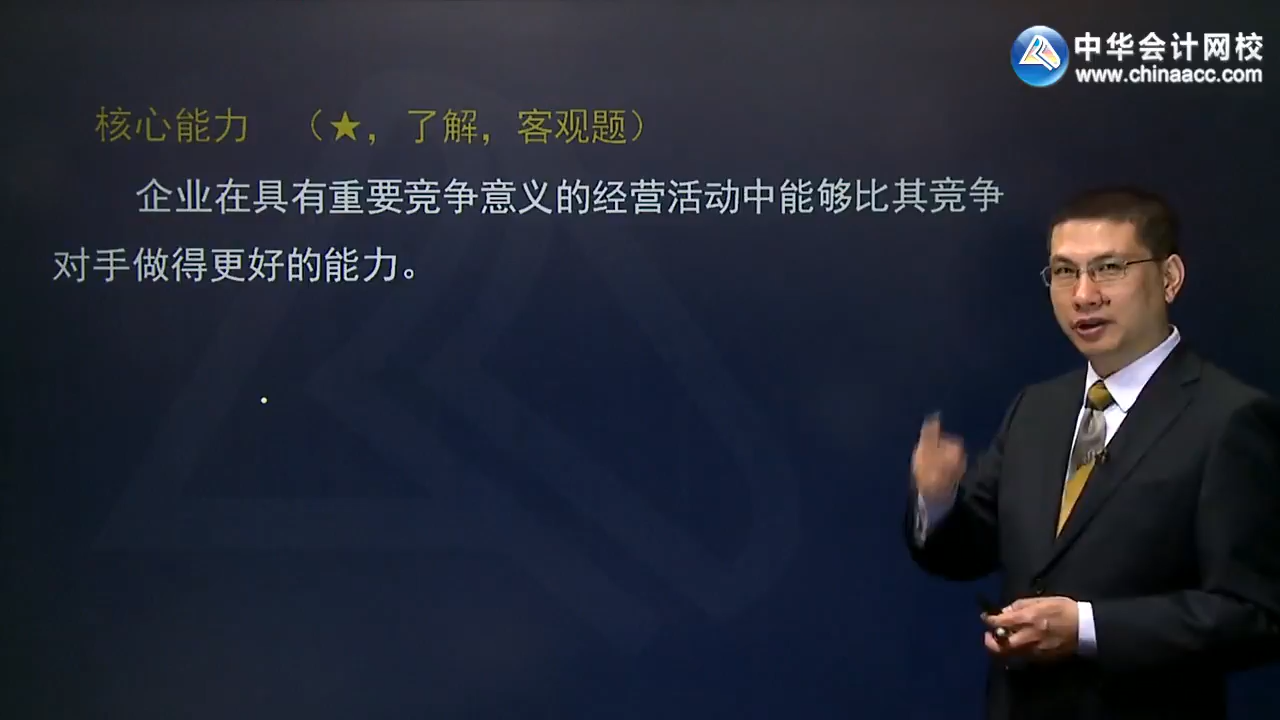 中华会计网校
www.chinaacc.com
核心能力 （★，了解，客观题）
企业在具有重要竞争意义的经营活动中能够比其竞争
对手做得更好的能力。